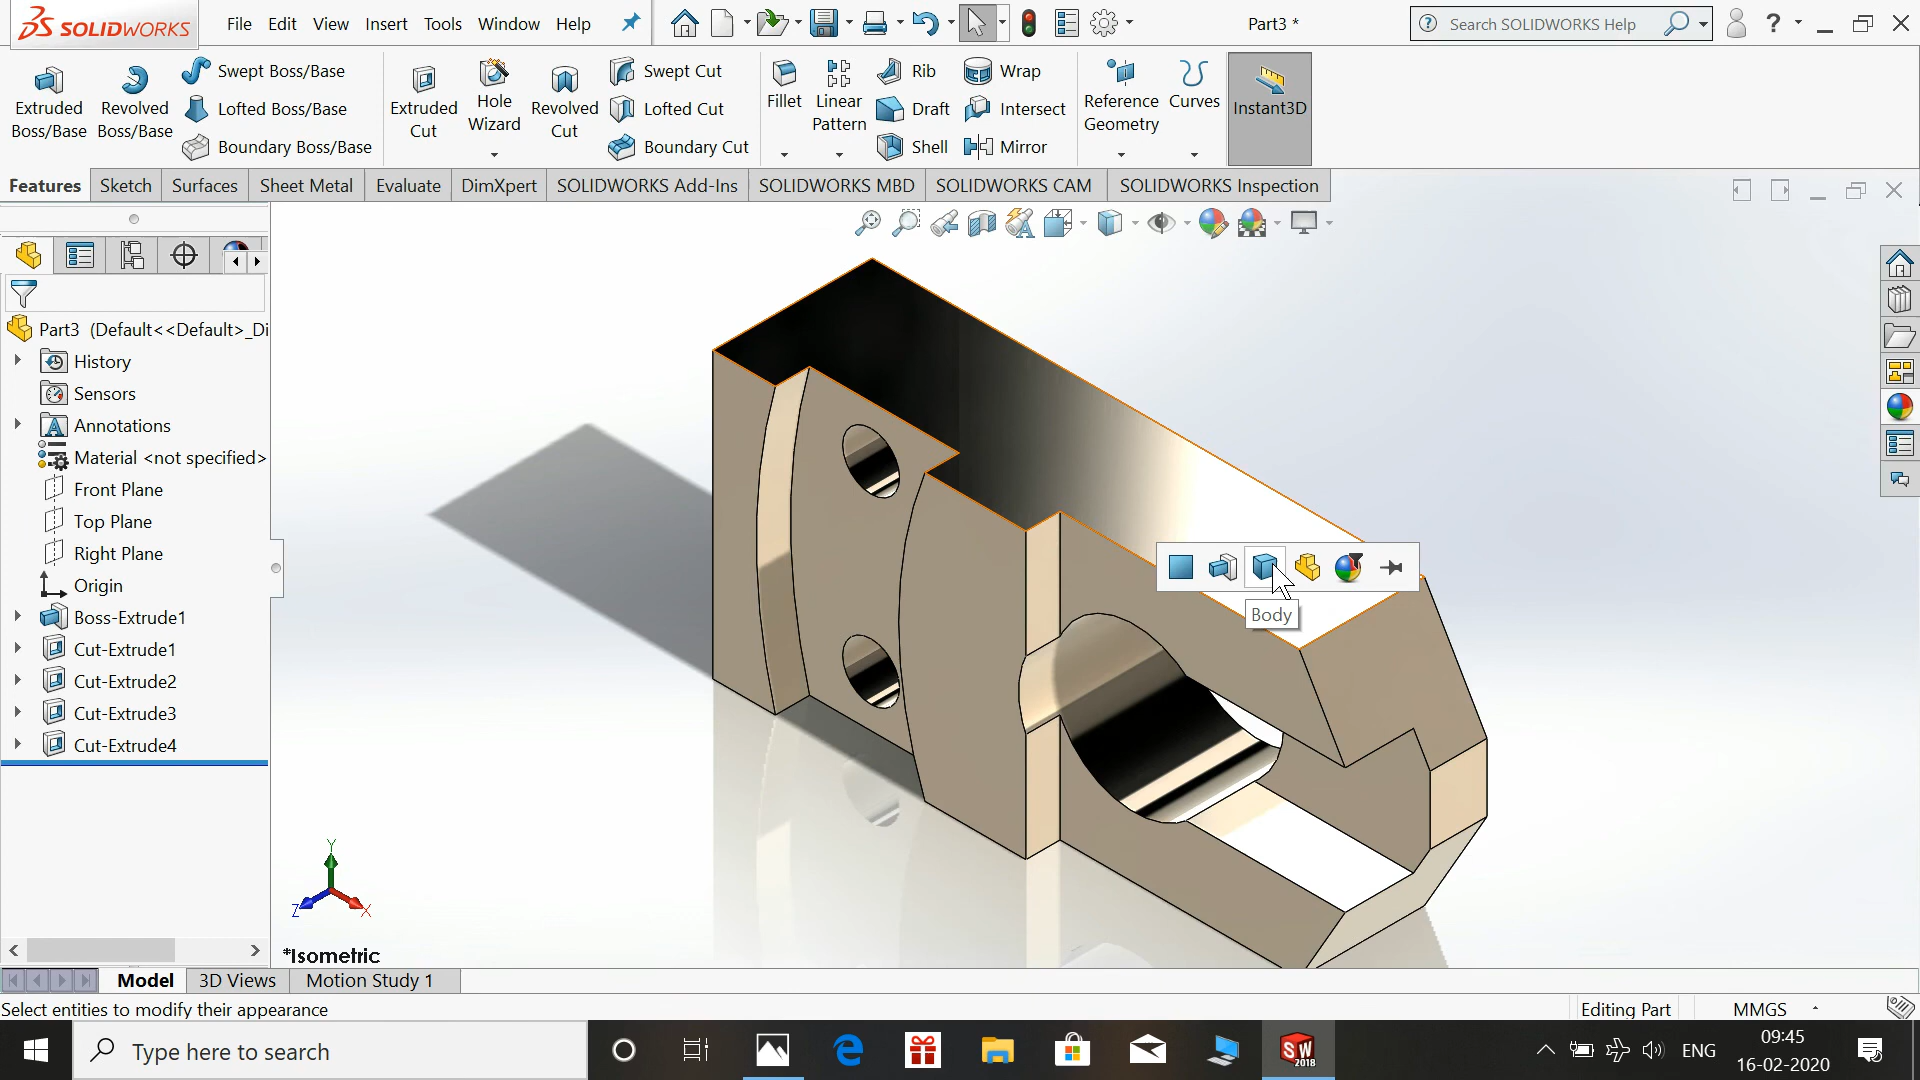 SOLIDWORKS
File Edit View Insert Tools Window Help
Part3 *
Search SOLIDWORKS Help
?
Extruded Boss/Base
Revolved Boss/Base
Swept Boss/Base
Lofted Boss/Base
Boundary Boss/Base
Extruded Cut
Hole Wizard
Revolved Cut
Swept Cut
Lofted Cut
Boundary Cut
Fillet
Linear Pattern
Rib
Draft
Shell
Wrap
Intersect
Mirror
Reference Geometry
Curves
Instant3D
Features Sketch Surfaces Sheet Metal Evaluate DimXpert SOLIDWORKS Add-Ins SOLIDWORKS MBD SOLIDWORKS CAM SOLIDWORKS Inspection
Part3 (Default<<Default>_Di
History
Sensors
Annotations
Material <not specified>
Front Plane
Top Plane
Right Plane
Origin
Boss-Extrude1
Cut-Extrude1
Cut-Extrude2
Cut-Extrude3
Cut-Extrude4
Body
Y
Z
X
*Isometric
Model 3D Views Motion Study 1
Select entities to modify their appearance
Editing Part
MMGS
Type here to search
SW
2018
ENG
09:45
16-02-2020